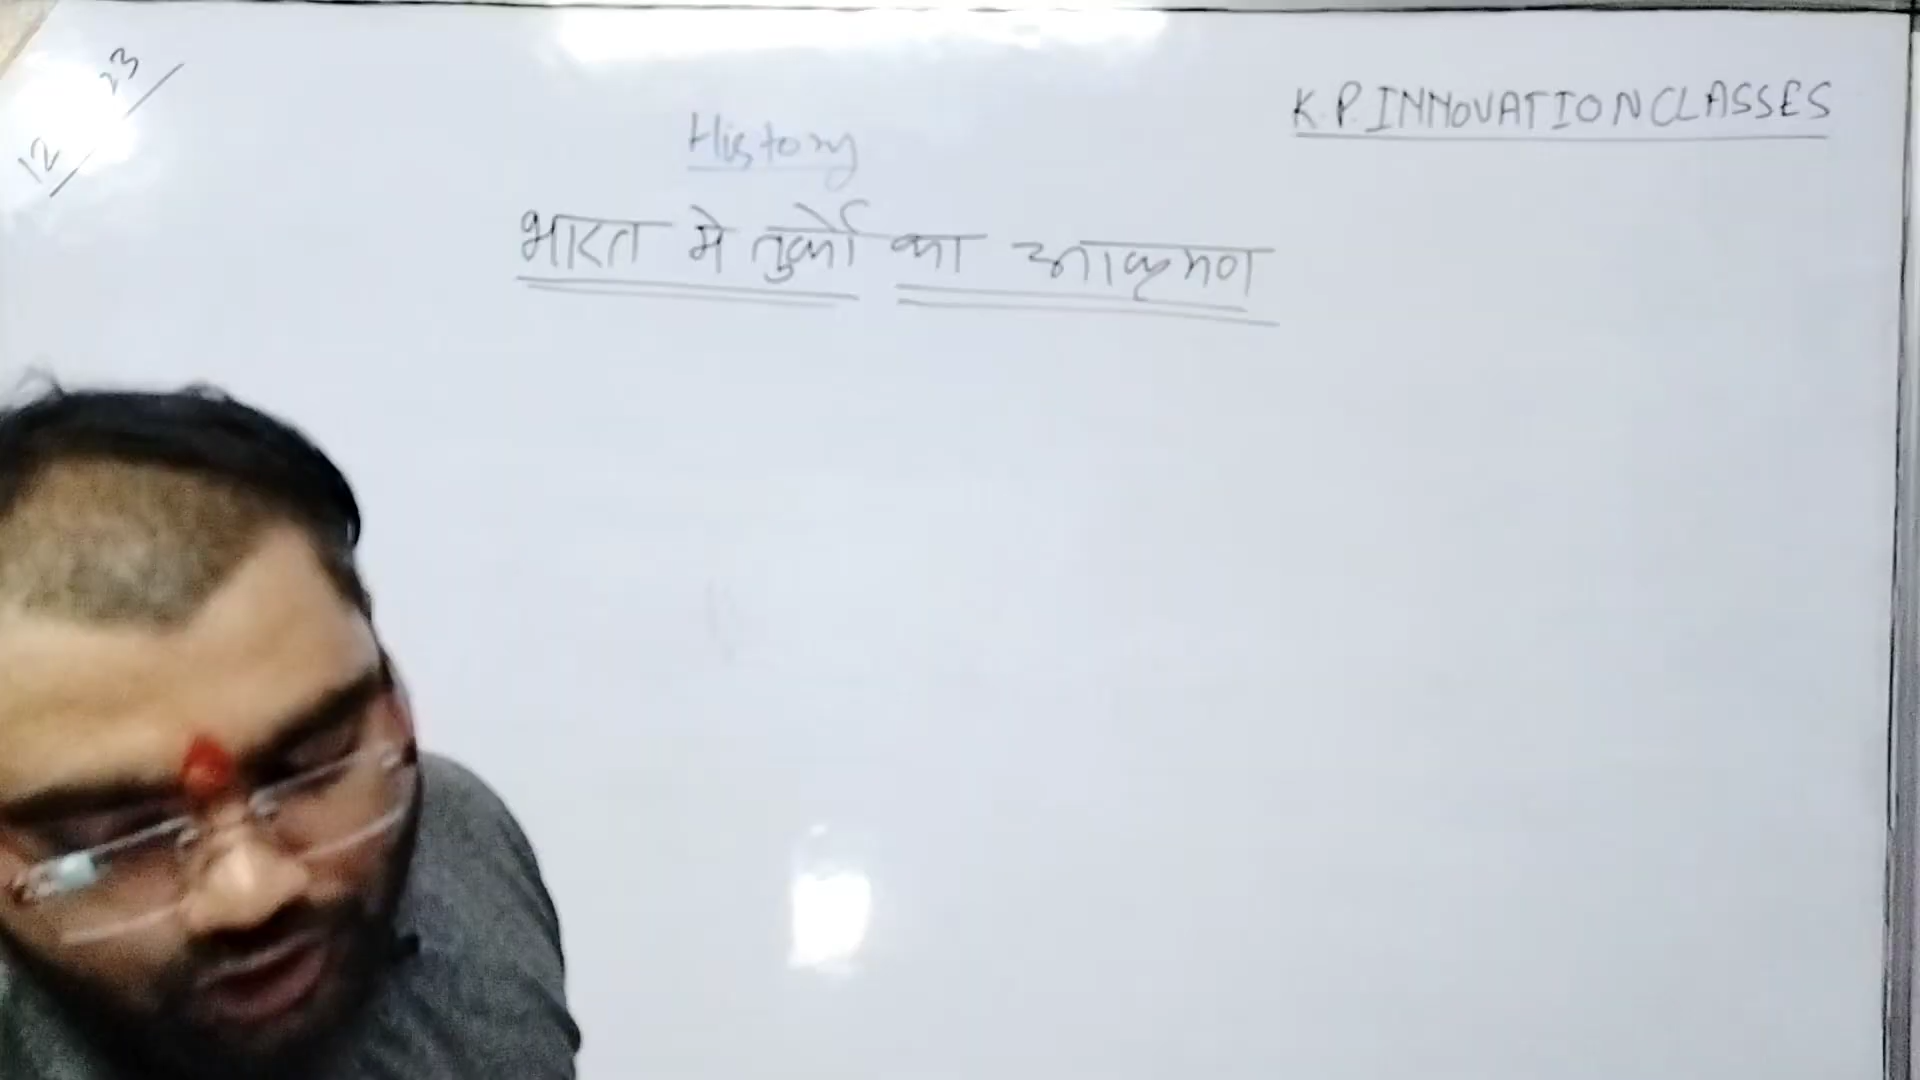 12/23/
K.P. INNOVATION CLASSES
History
भारत मे तुर्को का आक्रमण